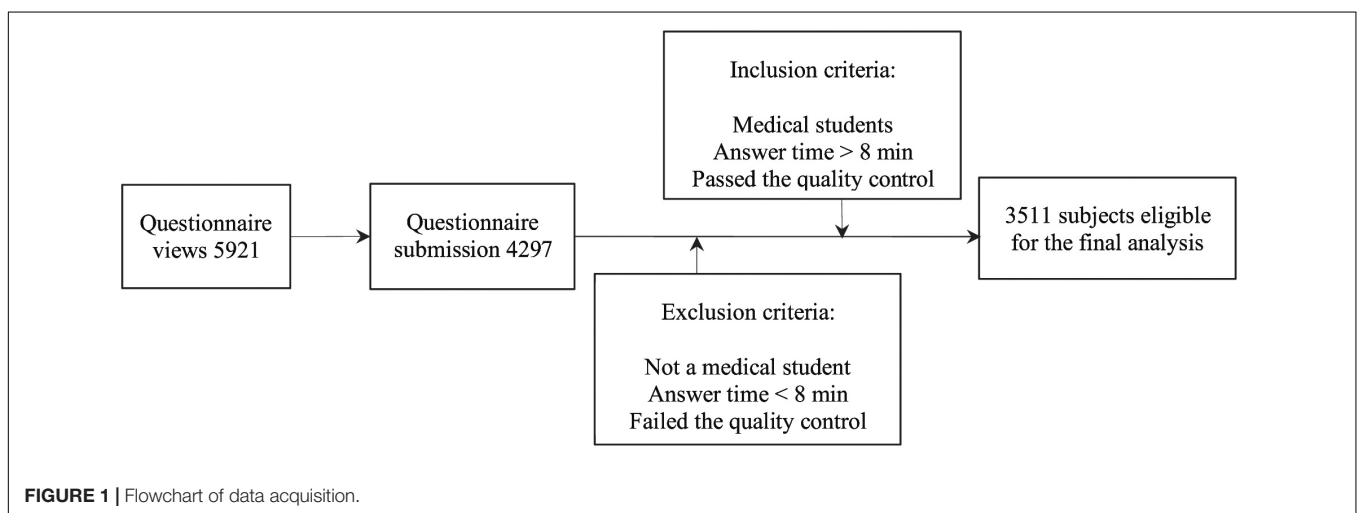 Questionnaire
views 5921
Questionnaire
submission 4297
Inclusion criteria:
Medical students
Answer time > 8 min
Passed the quality control
Exclusion criteria:
Not a medical student
Answer time < 8 min
Failed the quality control
3511 subjects eligible
for the final analysis
FIGURE 1 | Flowchart of data acquisition.